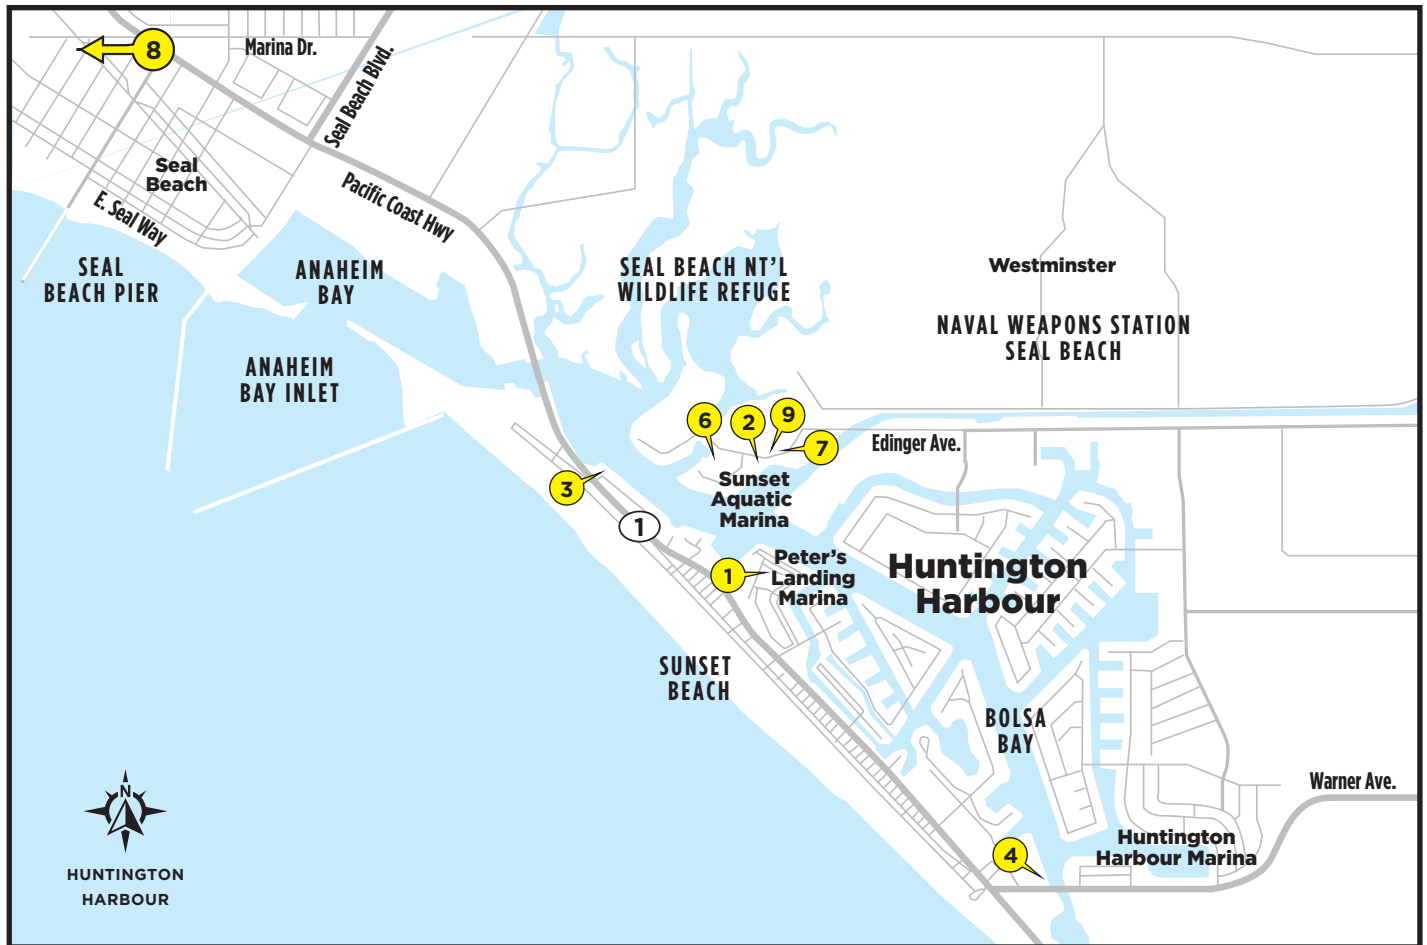 8
Marina Dr.
Seal Beach Blvd.
Seal
Beach
Pacific Coast Hwy
E. Seal Way
SEAL
BEACH PIER
ANAHEIM
BAY
SEAL BEACH NT'L
WILDLIFE REFUGE
Westminster
NAVAL WEAPONS STATION
SEAL BEACH
ANAHEIM
BAY INLET
6
2
9
7
Edinger Ave.
3
Sunset
Aquatic
Marina
1
1
Peter's
Landing
Marina
Huntington
Harbour
SUNSET
BEACH
BOLSA
BAY
Warner Ave.
4
Huntington
Harbour Marina
N
HUNTINGTON
HARBOUR